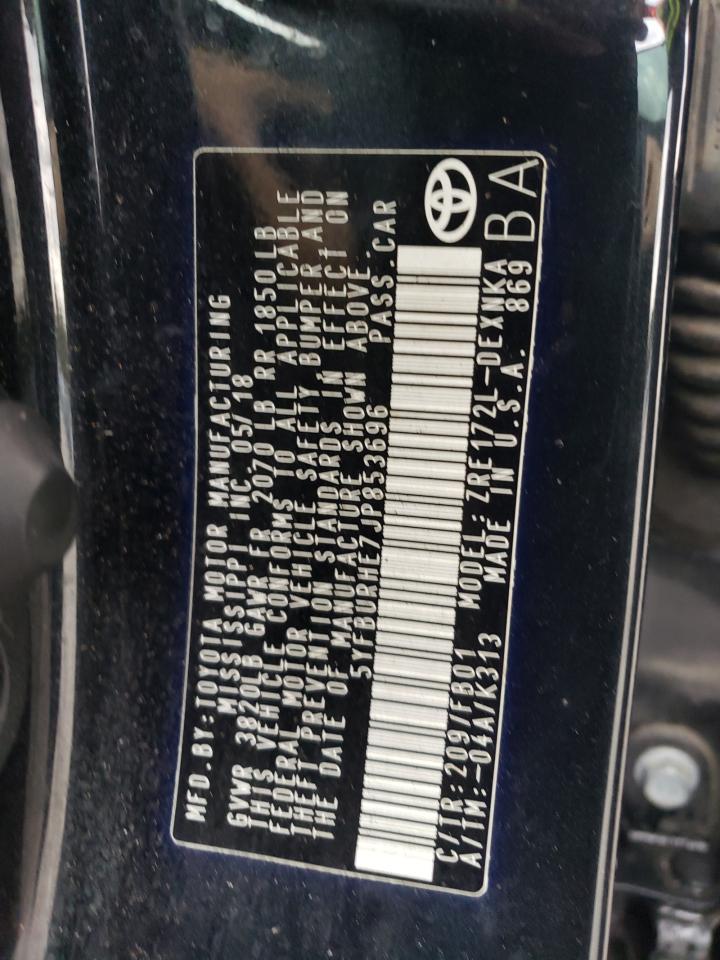 MFD. BY: TOYOTA MOTOR MANUFACTURING
MISSISSIPPI INC. 05/18
GVWR 3820LB GAWR FR 2070 LB RR 1850 LB
THIS VEHICLE CONFORMS TO ALL APPLICABLE
FEDERAL MOTOR VEHICLE SAFETY BUMPER AND
THEFT PREVENTION STANDARDS IN EFFECT ON
THE DATE OF MANUFACTURE SHOWN ABOVE.
5YFBURHE7JP853696 PASS. CAR
C/TR: 209/FB01 MODEL: ZRE172L-DEXNKA
A/TM: -04A/K313 MADE IN U.S.A. 869
BA